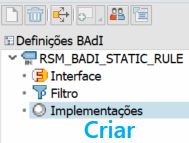 Definições BAdI
RSM_BADI_STATIC_RULE
Interface
Filtro
Implementações
Criar